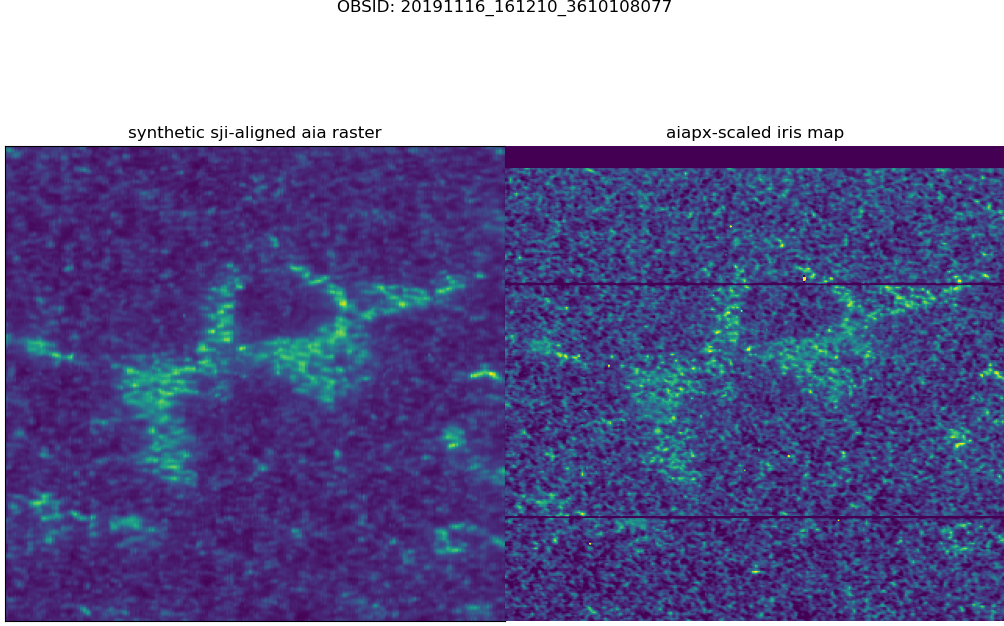 OBSID: 20191116_161210_3610108077
synthetic sji-aligned aia raster
aiapx-scaled iris map